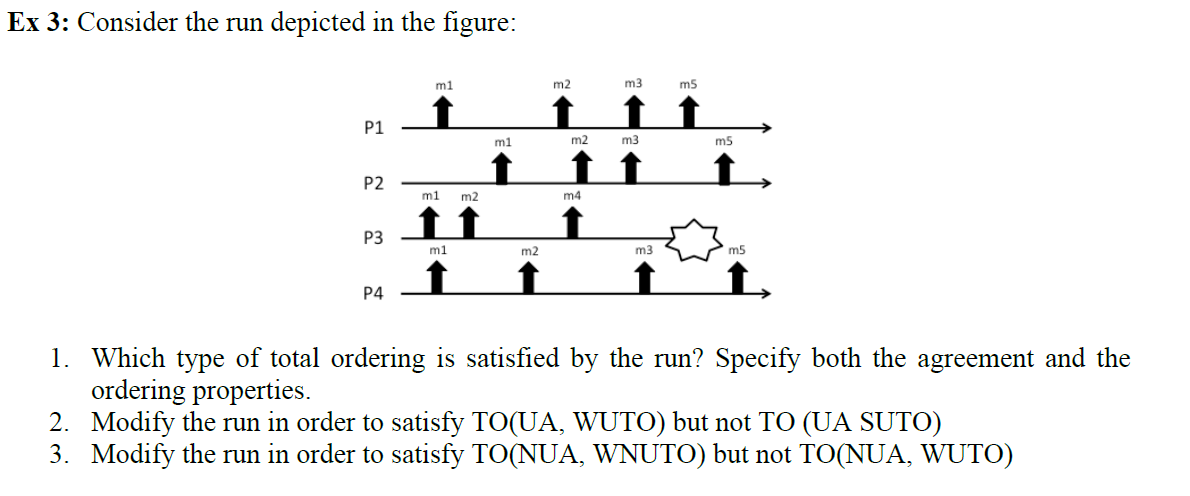 Ex 3: Consider the run depicted in the figure:
m1 m2 m3 m5
P1
m1 m2 m3 m5
P2
m1 m2 m4
P3
m1 m2 m3 m5
P4
1. Which type of total ordering is satisfied by the run? Specify both the agreement and the
ordering properties.
2. Modify the run in order to satisfy TO(UA, WUTO) but not TO (UA SUTO)
3. Modify the run in order to satisfy TO(NUA, WNUTO) but not TO(NUA, WUTO)